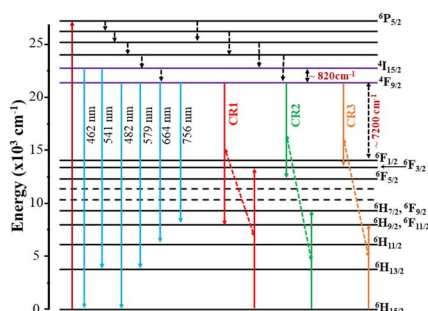 ⁶P₅/₂
25
⁴I₁₅/₂
~ 820cm⁻¹
⁴F₉/₂
20
462 nm
541 nm
482 nm
579 nm
664 nm
756 nm
CR1
CR2
CR3
~ 7200 cm⁻¹
Energy (x10³ cm⁻¹)
15
⁶F₁/₂
⁶F₃/₂
⁶F₅/₂
10
⁶H₇/₂, ⁶F₉/₂
⁶H₉/₂, ⁶F₁₁/₂
⁶H₁₁/₂
5
⁶H₁₃/₂
0
⁶H₁₅/₂